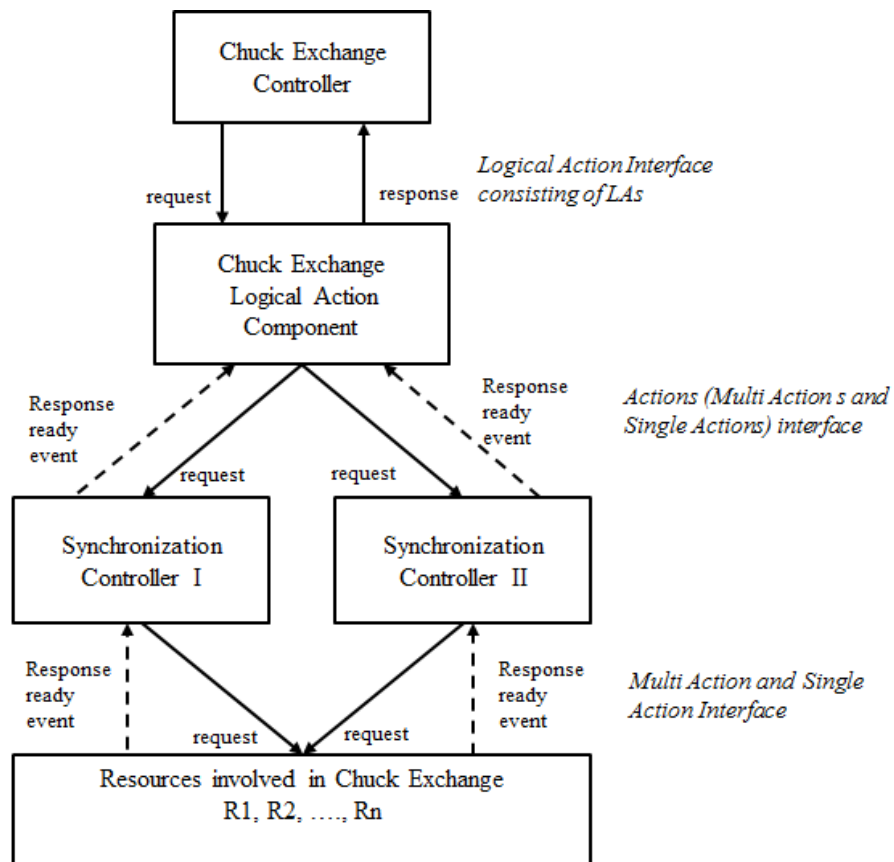 Chuck Exchange
Controller
request
response
Logical Action Interface
consisting of LAs
Chuck Exchange
Logical Action
Component
Response
ready
event
request
request
Response
ready
event
Actions (Multi Action s and
Single Actions) interface
Synchronization
Controller I
Synchronization
Controller II
Response
ready
event
request
request
Response
ready
event
Multi Action and Single
Action Interface
Resources involved in Chuck Exchange
R1, R2, …., Rn